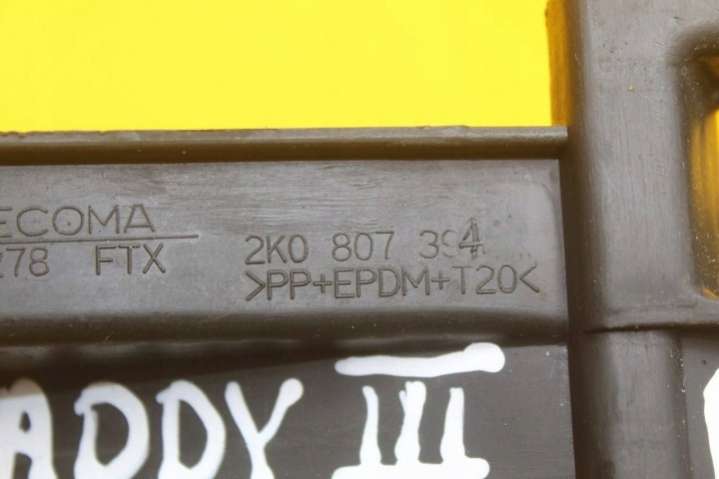 ECOMA
278 FTX
2K0 807 394
>PP+EPDM+T20<
ADDY III